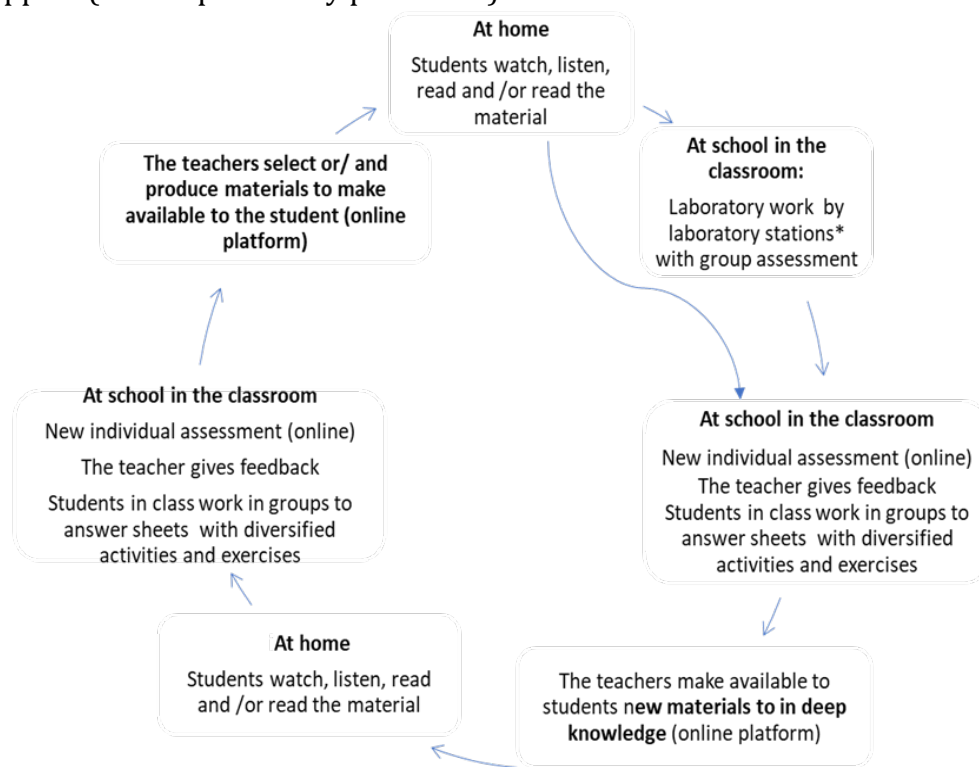 At home
Students watch, listen,
read and /or read the
material
At school in the
classroom:
Laboratory work by
laboratory stations*
with group assessment
At school in the classroom
New individual assessment (online)
The teacher gives feedback
Students in class work in groups to
answer sheets with diversified
activities and exercises
The teachers make available to
students new materials to in deep
knowledge (online platform)
At home
Students watch, listen, read
and /or read the material
At school in the classroom
New individual assessment (online)
The teacher gives feedback
Students in class work in groups to
answer sheets with diversified
activities and exercises
The teachers select or/ and
produce materials to make
available to the student (online
platform)